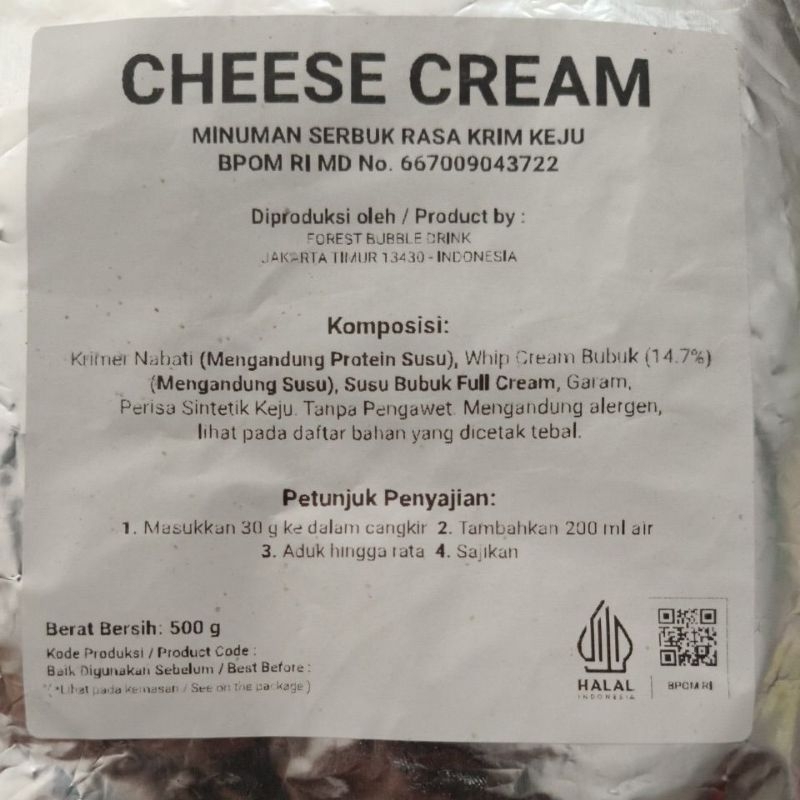 CHEESE CREAM
MINUMAN SERBUK RASA KRIM KEJU
BPOM RI MD No. 667009043722
Diproduksi oleh / Product by :
FOREST BUBBLE DRINK
JAKARTA TIMUR 13430 - INDONESIA
Komposisi:
Krimer Nabati (Mengandung Protein Susu), Whip Cream Bubuk (14.7%)
(Mengandung Susu), Susu Bubuk Full Cream, Garam,
Perisa Sintetik Keju. Tanpa Pengawet. Mengandung alergen,
lihat pada daftar bahan yang dicetak tebal.
Petunjuk Penyajian:
1. Masukkan 30 g ke dalam cangkir 2. Tambahkan 200 ml air
3. Aduk hingga rata 4. Sajikan
Berat Bersih: 500 g
Kode Produksi / Product Code :
Baik Digunakan Sebelum / Best Before :
*(*Lihat pada kemasan / See on the package)
HALAL
INDONESIA
BPOM RI